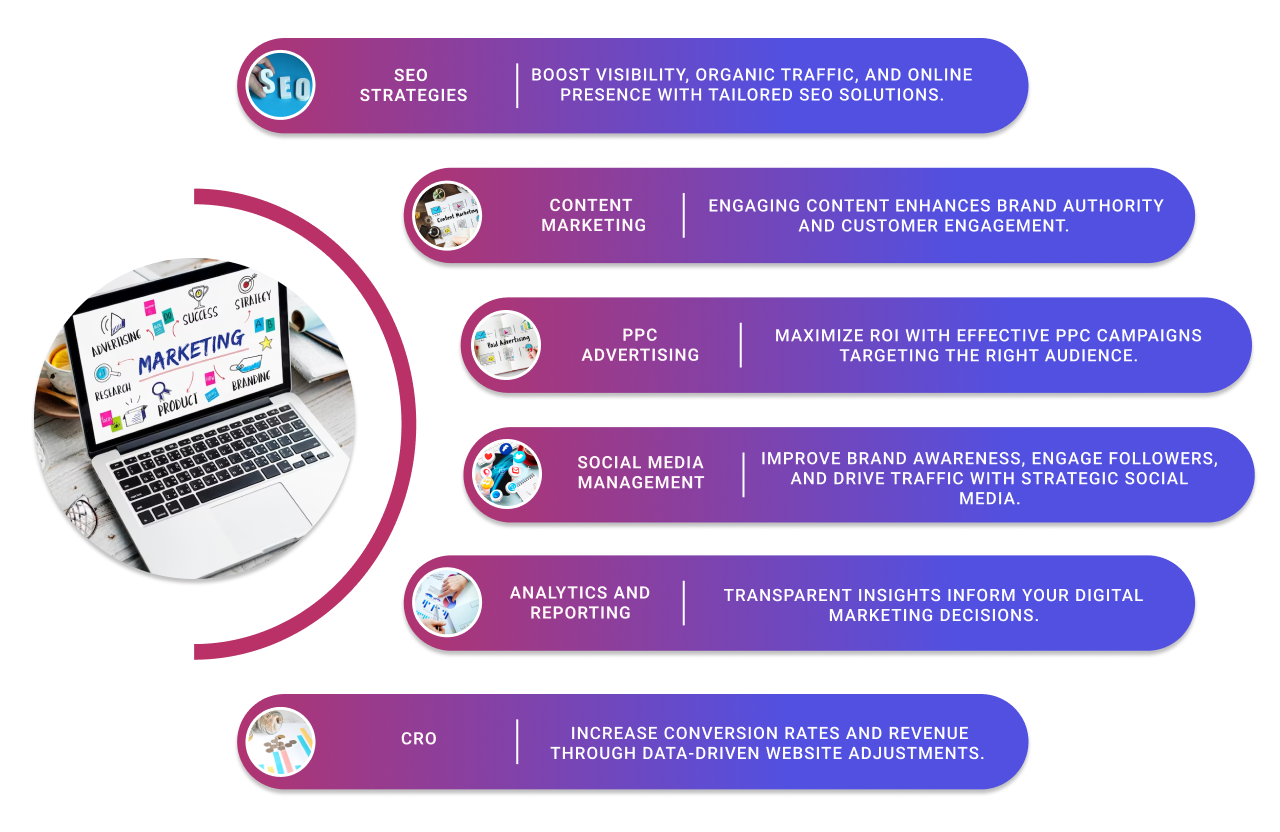 SEO
SEO
STRATEGIES
BOOST VISIBILITY, ORGANIC TRAFFIC, AND ONLINE
PRESENCE WITH TAILORED SEO SOLUTIONS.
Content Marketing
CONTENT
MARKETING
ENGAGING CONTENT ENHANCES BRAND AUTHORITY
AND CUSTOMER ENGAGEMENT.
STRATEGY
SUCCESS
ADVERTISING
MARKETING
RESEARCH
PRODUCT
BRANDING
Paid Advertising
PPC
ADVERTISING
MAXIMIZE ROI WITH EFFECTIVE PPC CAMPAIGNS
TARGETING THE RIGHT AUDIENCE.
SOCIAL MEDIA
MANAGEMENT
IMPROVE BRAND AWARENESS, ENGAGE FOLLOWERS,
AND DRIVE TRAFFIC WITH STRATEGIC SOCIAL
MEDIA.
ANALYTICS AND
REPORTING
TRANSPARENT INSIGHTS INFORM YOUR DIGITAL
MARKETING DECISIONS.
CRO
INCREASE CONVERSION RATES AND REVENUE
THROUGH DATA-DRIVEN WEBSITE ADJUSTMENTS.